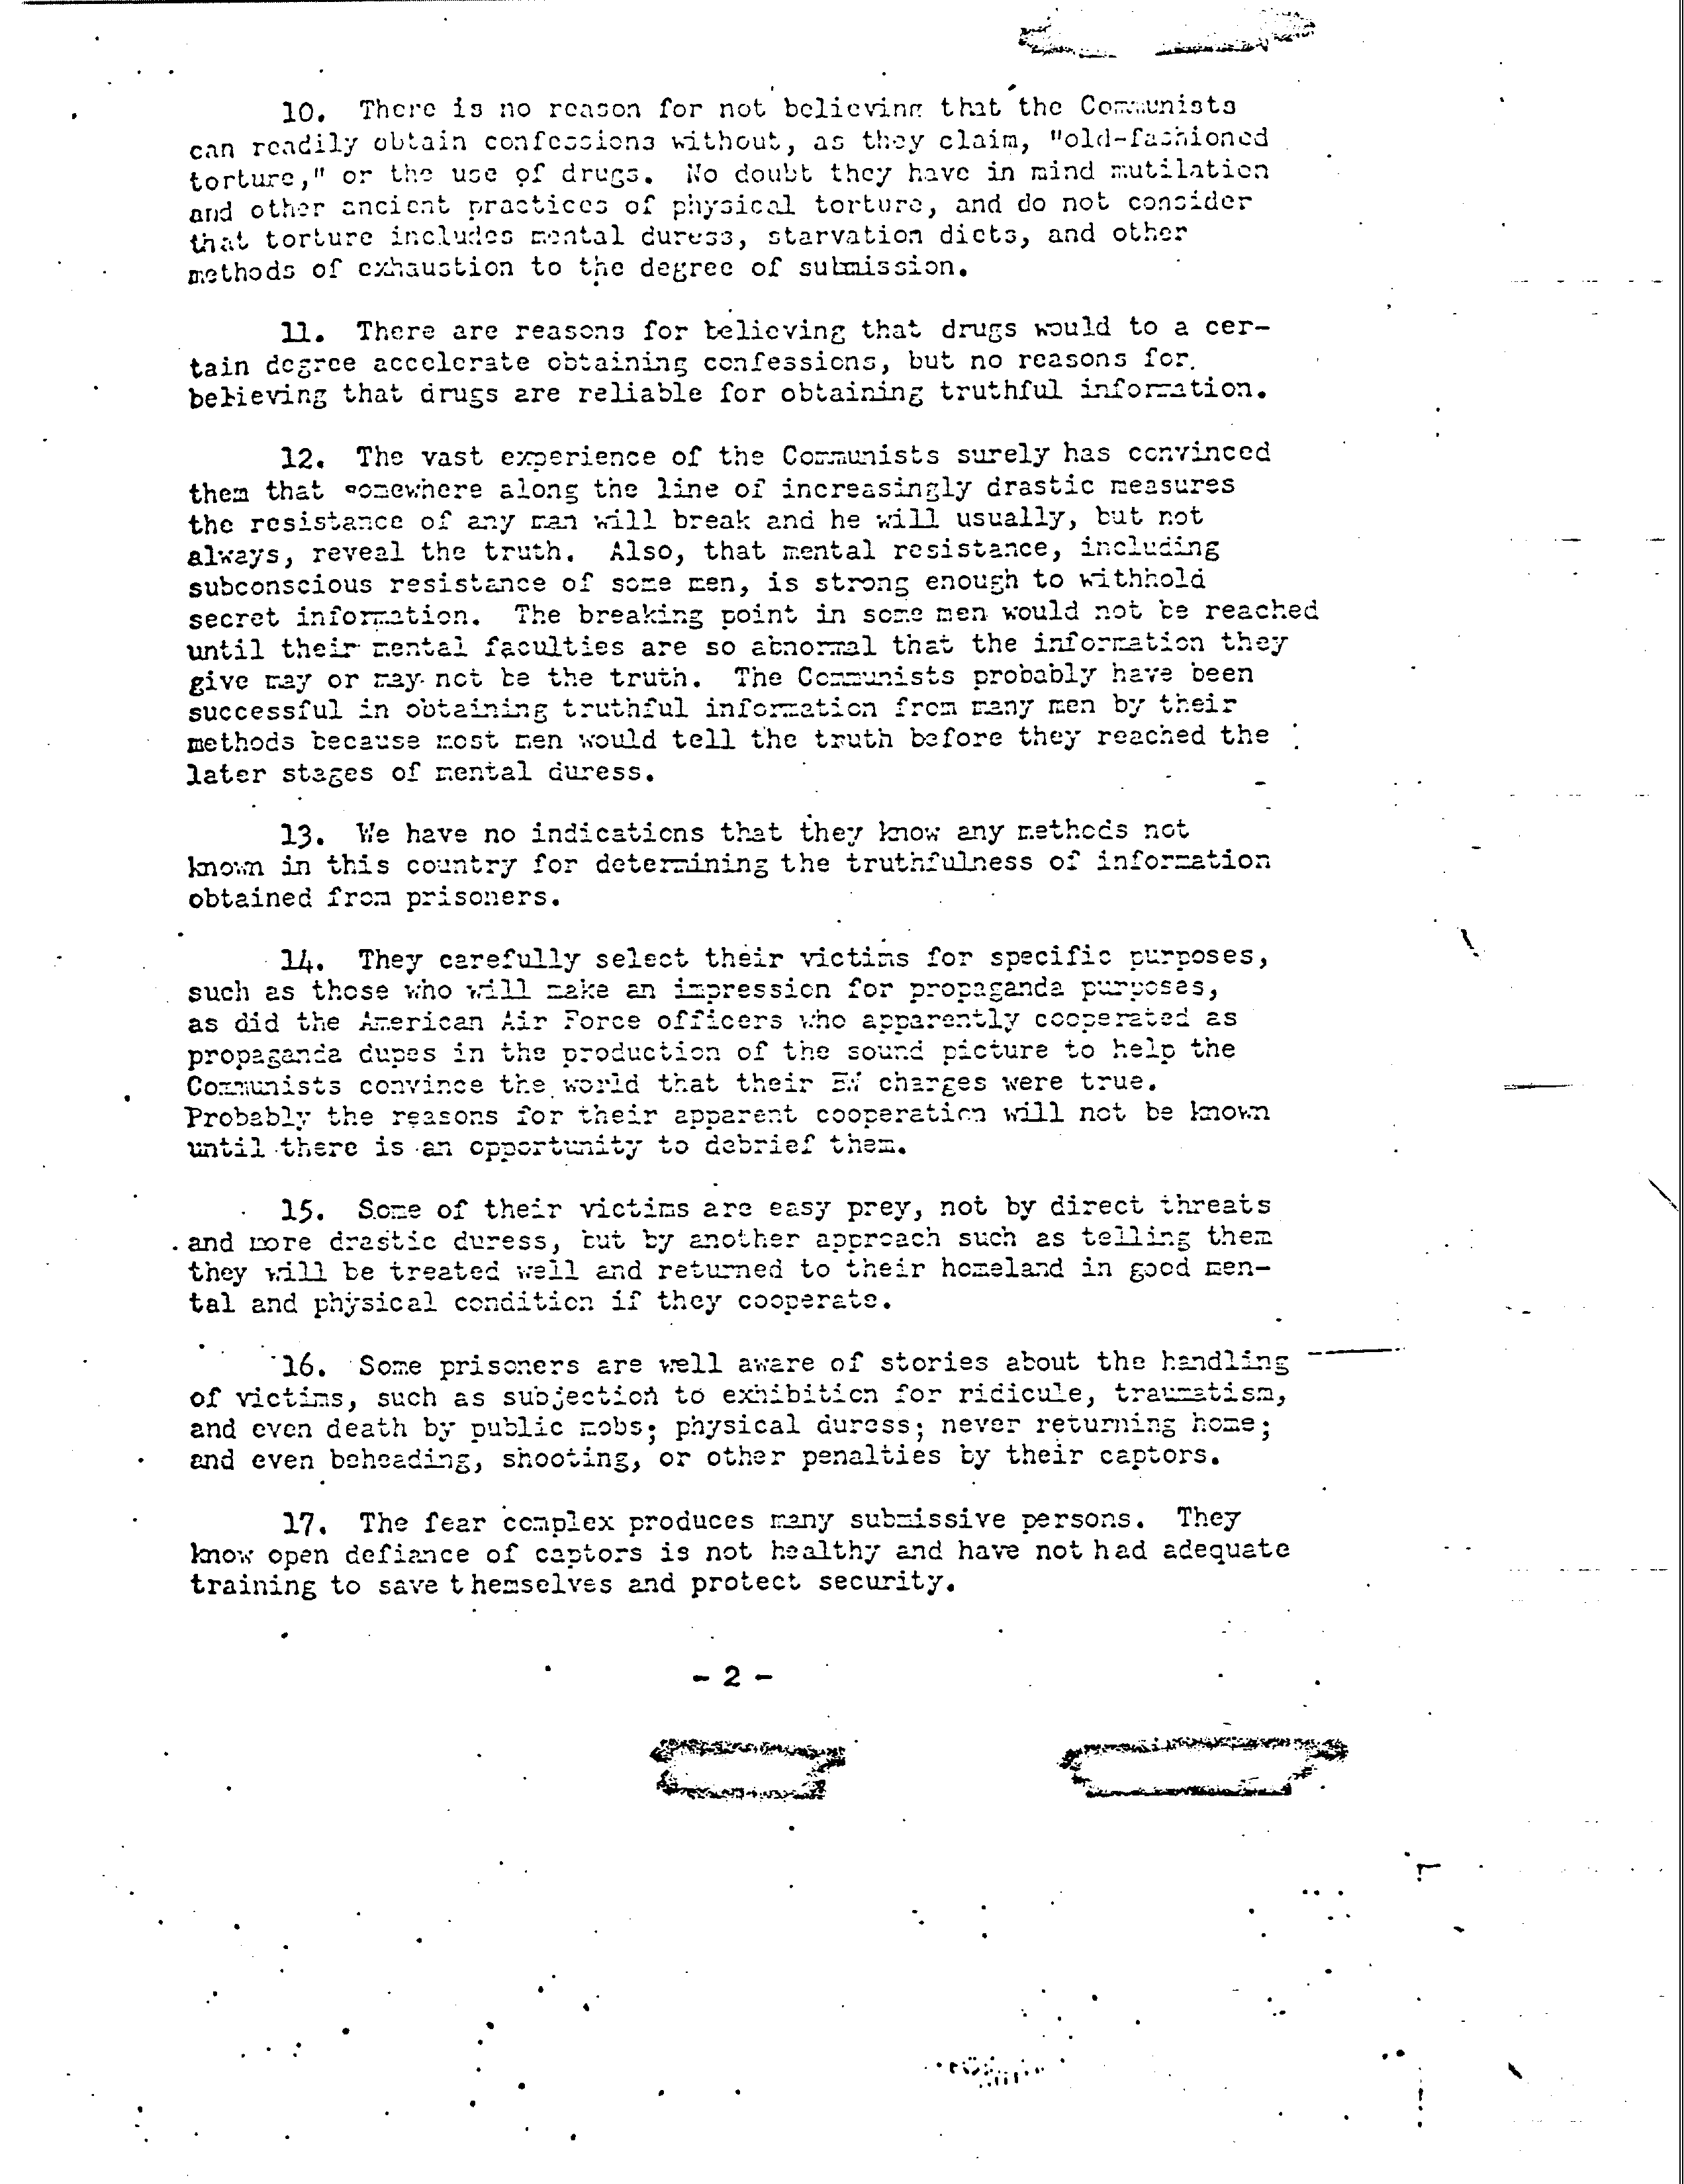 10. There is no reason for not believing that the Communists
can readily obtain confessions without, as they claim, "old-fashioned
torture," or the use of drugs. No doubt they have in mind mutilation
and other ancient practices of physical torture, and do not consider
that torture includes mental duress, starvation diets, and other
methods of exhaustion to the degree of submission.
11. There are reasons for believing that drugs would to a cer-
tain degree accelerate obtaining confessions, but no reasons for
believing that drugs are reliable for obtaining truthful information.
12. The vast experience of the Communists surely has convinced
them that somewhere along the line of increasingly drastic measures
the resistance of any man will break and he will usually, but not
always, reveal the truth. Also, that mental resistance, including
subconscious resistance of some men, is strong enough to withhold
secret information. The breaking point in some men would not be reached
until their mental faculties are so abnormal that the information they
give may or may not be the truth. The Communists probably have been
successful in obtaining truthful information from many men by their
methods because most men would tell the truth before they reached the
later stages of mental duress.
13. We have no indications that they know any methods not
known in this country for determining the truthfulness of information
obtained from prisoners.
14. They carefully select their victims for specific purposes,
such as those who will make an impression for propaganda purposes,
as did the American Air Force officers who apparently cooperated as
propaganda dupes in the production of the sound picture to help the
Communists convince the world that their BW charges were true.
Probably the reasons for their apparent cooperation will not be known
until there is an opportunity to debrief them.
15. Some of their victims are easy prey, not by direct threats
and more drastic duress, but by another approach such as telling them
they will be treated well and returned to their homeland in good men-
tal and physical condition if they cooperate.
16. Some prisoners are well aware of stories about the handling
of victims, such as subjection to exhibition for ridicule, traumatism,
and even death by public mobs; physical duress; never returning home;
and even beheading, shooting, or other penalties by their captors.
17. The fear complex produces many submissive persons. They
know open defiance of captors is not healthy and have not had adequate
training to save themselves and protect security.
- 2 -